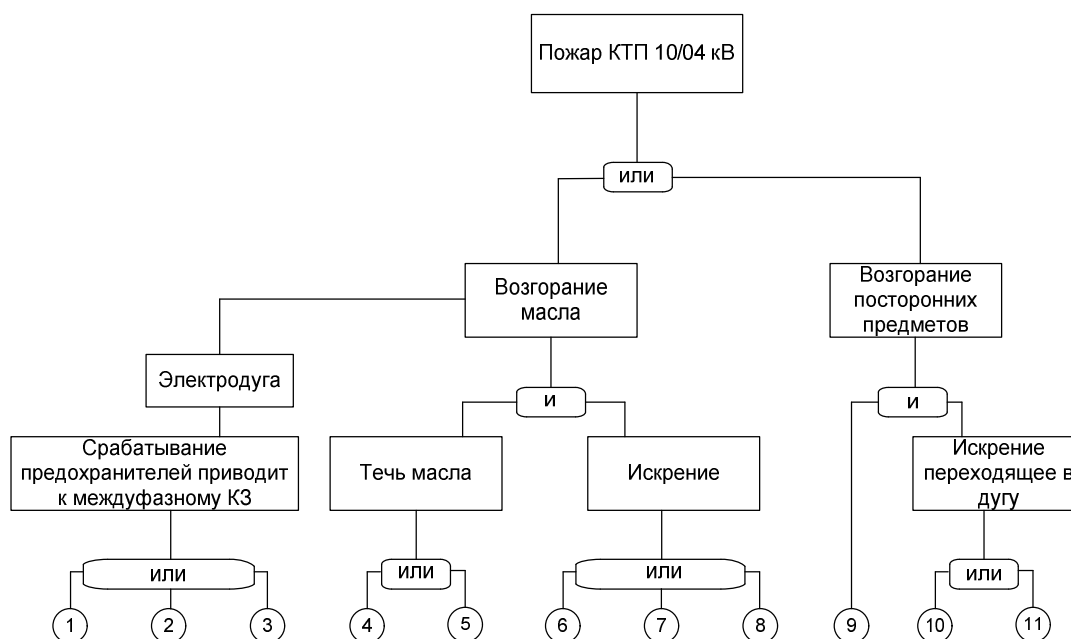 Пожар КТП 10/04 кВ
или
Возгорание
масла
Возгорание
посторонних
предметов
Электродуга
и
и
Срабатывание
предохранителей приводит
к междуфазному КЗ
Течь масла
Искрение
Искрение
переходящее в
дугу
или
или
или
или
1
2
3
4
5
6
7
8
9
10
11